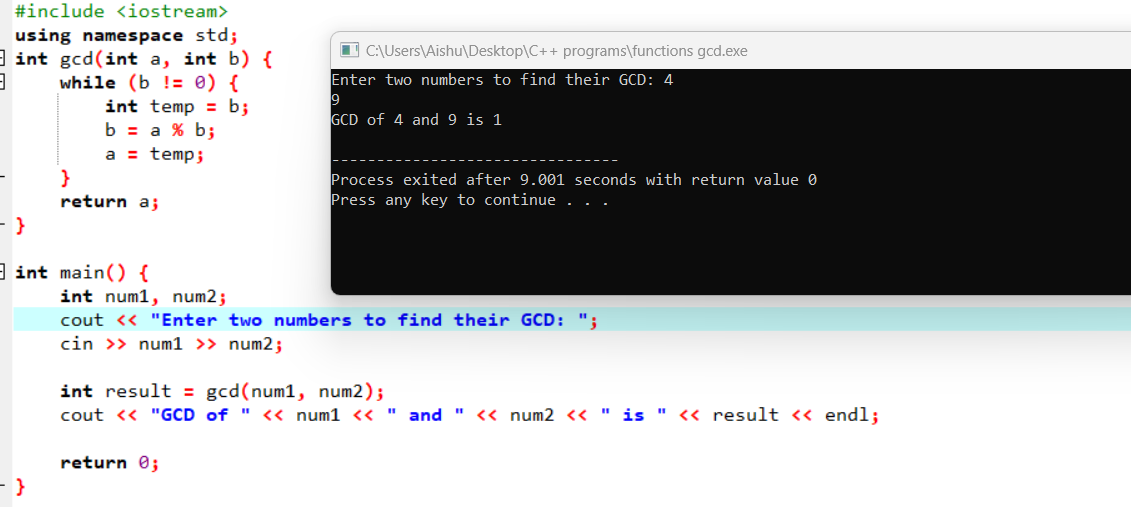 #include <iostream>
using namespace std;
int gcd(int a, int b) {
    while (b != 0) {
        int temp = b;
        b = a % b;
        a = temp;
    }
    return a;
}

int main() {
    int num1, num2;
    cout << "Enter two numbers to find their GCD: ";
    cin >> num1 >> num2;

    int result = gcd(num1, num2);
    cout << "GCD of " << num1 << " and " << num2 << " is " << result << endl;

    return 0;
}
C:\Users\Aishu\Desktop\C++ programs\functions gcd.exe
Enter two numbers to find their GCD: 4
9
GCD of 4 and 9 is 1

--------------------------------
Process exited after 9.001 seconds with return value 0
Press any key to continue . . .